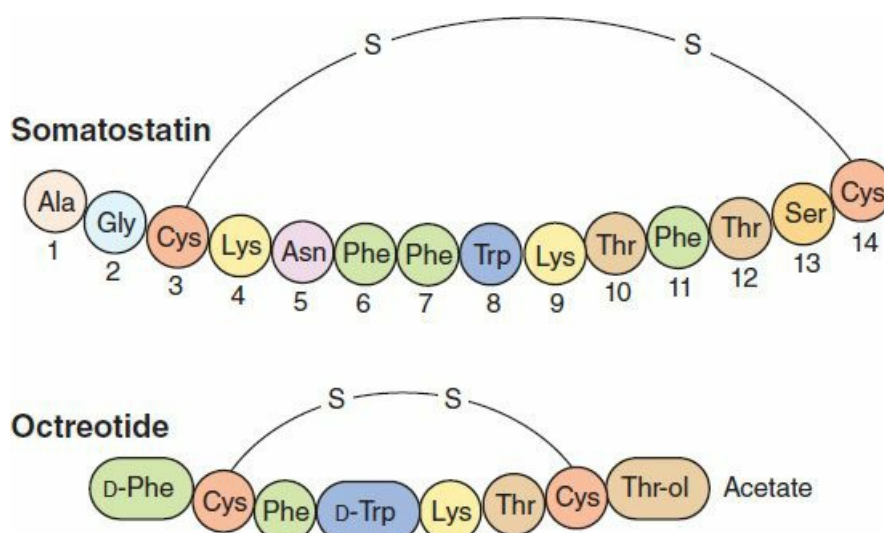 S S
Somatostatin
Ala Gly Cys Lys Asn Phe Phe Trp Lys Thr Phe Thr Ser Cys
1 2 3 4 5 6 7 8 9 10 11 12 13 14
S S
Octreotide
D-Phe Cys Phe D-Trp Lys Thr Cys Thr-ol Acetate